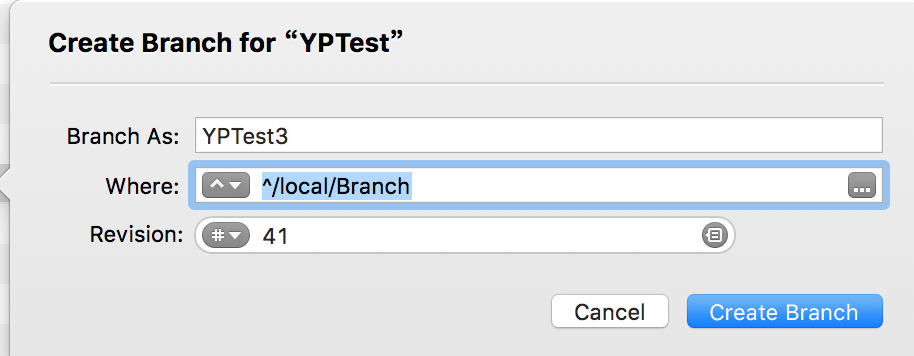 Create Branch for “YPTest”
Branch As: YPTest3
Where: ^/local/Branch ...
Revision: # 41
Cancel Create Branch